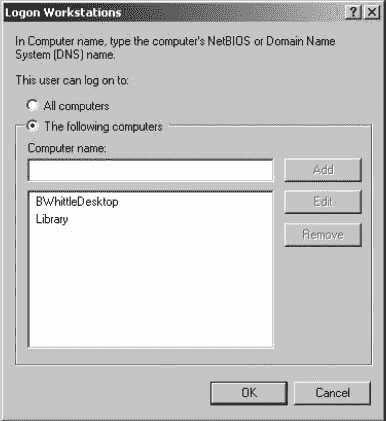 Logon Workstations
In Computer name, type the computer's NetBIOS or Domain Name
System (DNS) name.
This user can log on to:
All computers
The following computers
Computer name:
Add
BWhittleDesktop
Edit
Library
Remove
OK
Cancel